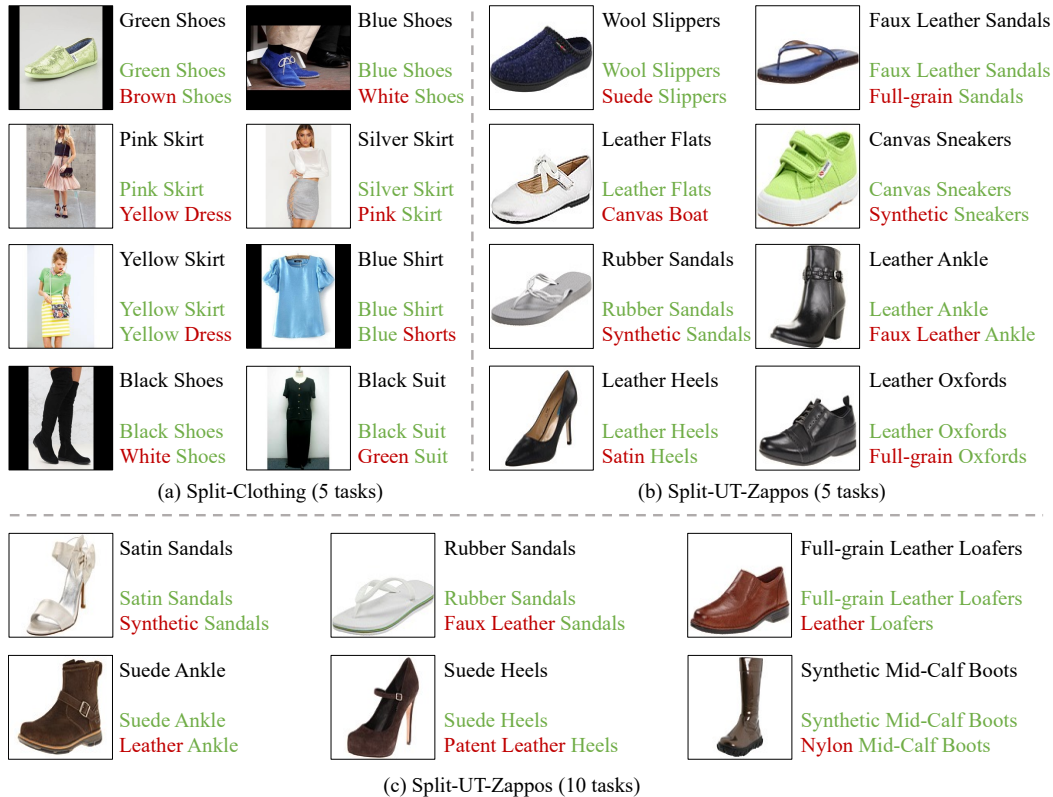 Green Shoes
Green Shoes
Brown Shoes
Blue Shoes
Blue Shoes
White Shoes
Pink Skirt
Pink Skirt
Yellow Dress
Silver Skirt
Silver Skirt
Pink Skirt
Yellow Skirt
Yellow Skirt
Yellow Dress
Blue Shirt
Blue Shirt
Blue Shorts
Black Shoes
Black Shoes
White Shoes
Black Suit
Black Suit
Green Suit
(a) Split-Clothing (5 tasks)
Wool Slippers
Wool Slippers
Suede Slippers
Faux Leather Sandals
Faux Leather Sandals
Full-grain Sandals
Leather Flats
Leather Flats
Canvas Boat
Canvas Sneakers
Canvas Sneakers
Synthetic Sneakers
Rubber Sandals
Rubber Sandals
Synthetic Sandals
Leather Ankle
Leather Ankle
Faux Leather Ankle
Leather Heels
Leather Heels
Satin Heels
Leather Oxfords
Leather Oxfords
Full-grain Oxfords
(b) Split-UT-Zappos (5 tasks)
Satin Sandals
Satin Sandals
Synthetic Sandals
Rubber Sandals
Rubber Sandals
Faux Leather Sandals
Full-grain Leather Loafers
Full-grain Leather Loafers
Leather Loafers
Suede Ankle
Suede Ankle
Leather Ankle
Suede Heels
Suede Heels
Patent Leather Heels
Synthetic Mid-Calf Boots
Synthetic Mid-Calf Boots
Nylon Mid-Calf Boots
(c) Split-UT-Zappos (10 tasks)